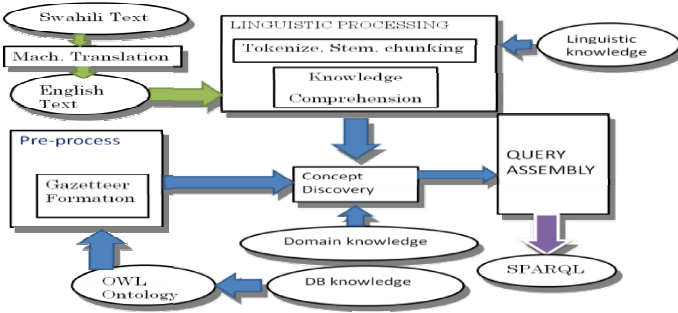 Swahili Text
Mach. Translation
English
Text
LINGUISTIC PROCESSING
Tokenize, Stem, chunking
Knowledge
Comprehension
Linguistic
knowledge
Pre-process
Gazetteer
Formation
Concept
Discovery
QUERY
ASSEMBLY
Domain knowledge
OWL
Ontology
DB knowledge
SPARQL